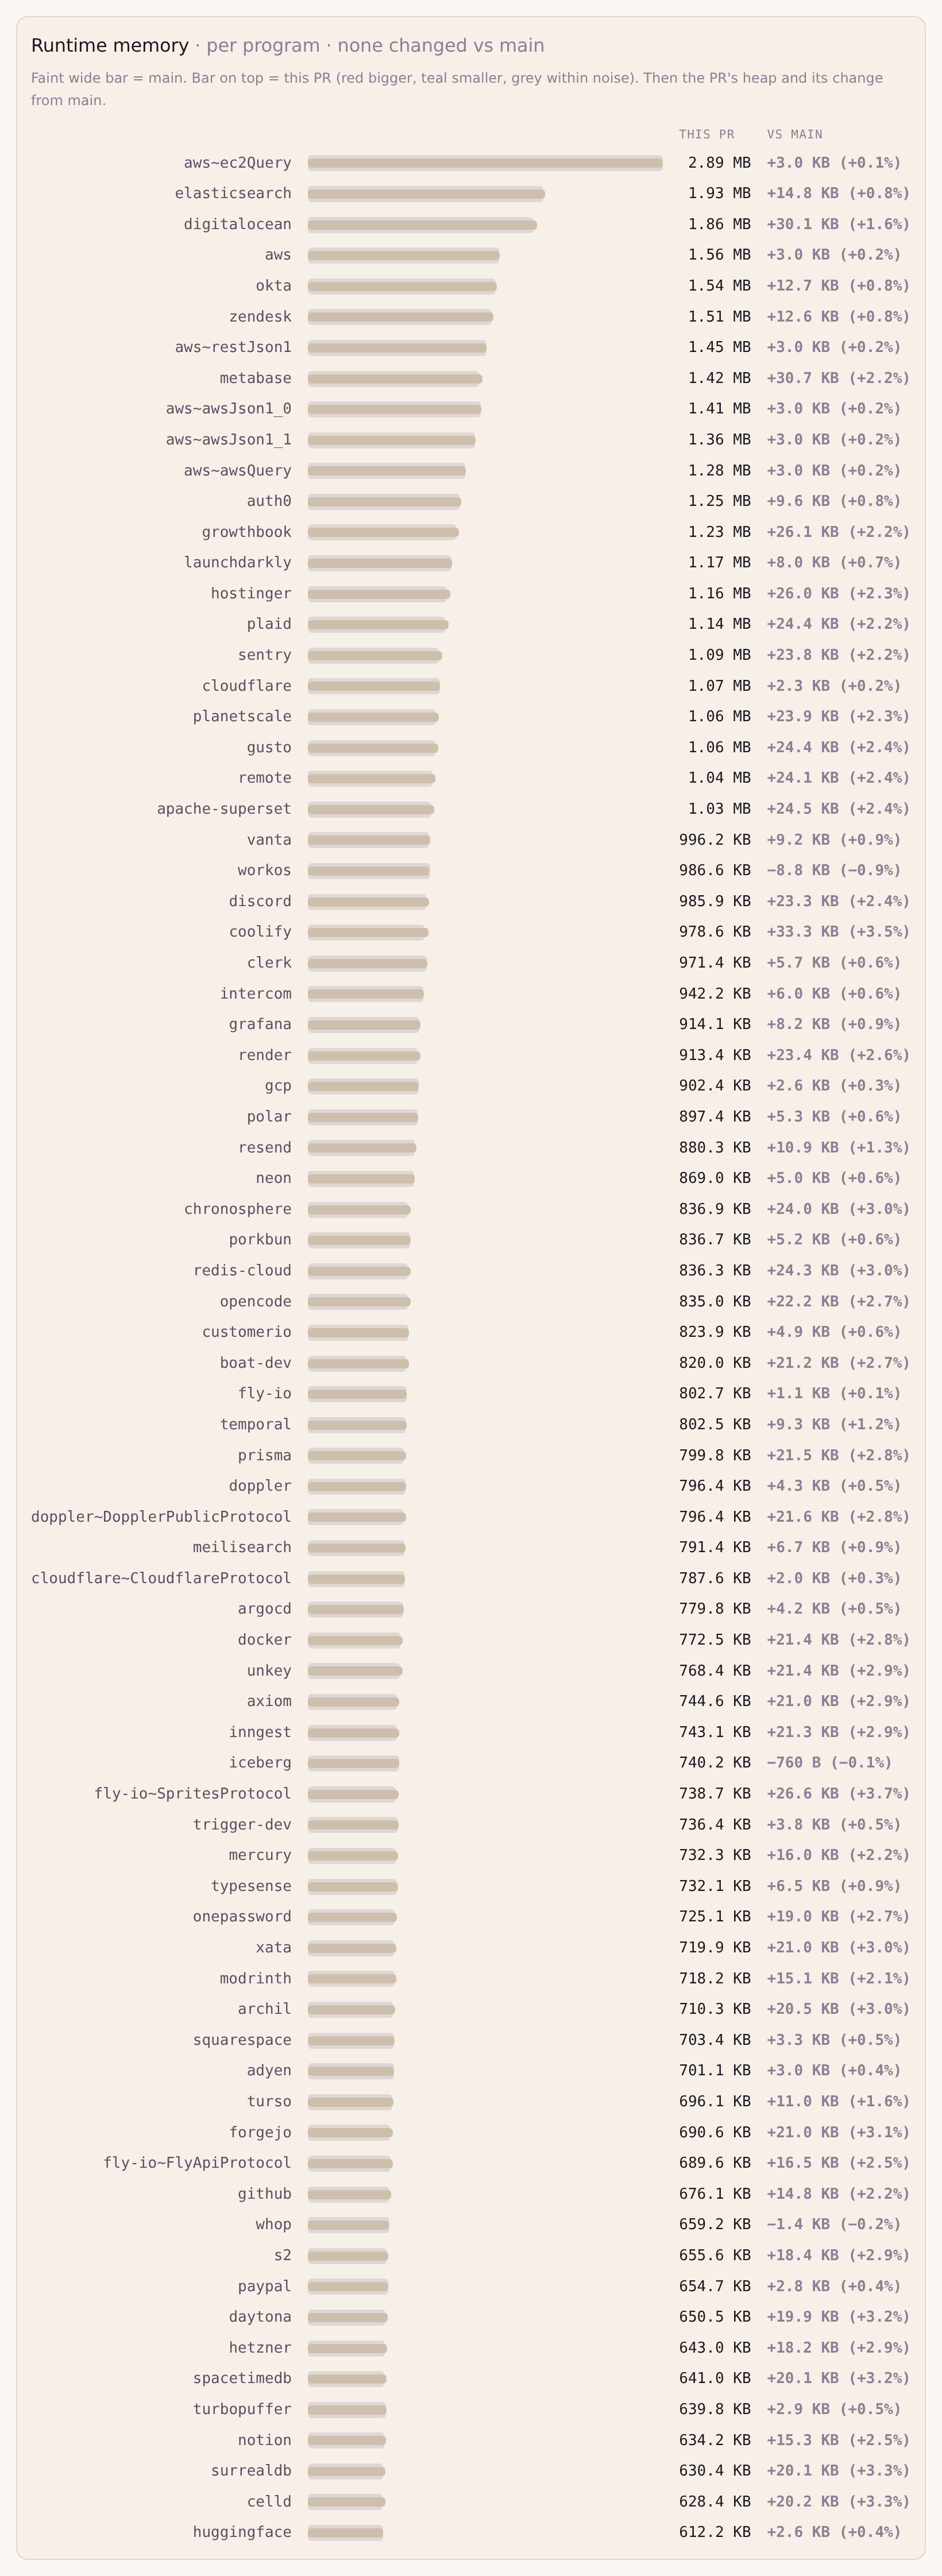 Runtime memory · per program · none changed vs main
Faint wide bar = main. Bar on top = this PR (red bigger, teal smaller, grey within noise). Then the PR's heap and its change
from main.
THIS PR VS MAIN
aws~ec2Query 2.89 MB +3.0 KB (+0.1%)
elasticsearch 1.93 MB +14.8 KB (+0.8%)
digitalocean 1.86 MB +30.1 KB (+1.6%)
aws 1.56 MB +3.0 KB (+0.2%)
okta 1.54 MB +12.7 KB (+0.8%)
zendesk 1.51 MB +12.6 KB (+0.8%)
aws~restJson1 1.45 MB +3.0 KB (+0.2%)
metabase 1.42 MB +30.7 KB (+2.2%)
aws~awsJson1_0 1.41 MB +3.0 KB (+0.2%)
aws~awsJson1_1 1.36 MB +3.0 KB (+0.2%)
aws~awsQuery 1.28 MB +3.0 KB (+0.2%)
auth0 1.25 MB +9.6 KB (+0.8%)
growthbook 1.23 MB +26.1 KB (+2.2%)
launchdarkly 1.17 MB +8.0 KB (+0.7%)
hostinger 1.16 MB +26.0 KB (+2.3%)
plaid 1.14 MB +24.4 KB (+2.2%)
sentry 1.09 MB +23.8 KB (+2.2%)
cloudflare 1.07 MB +2.3 KB (+0.2%)
planetscale 1.06 MB +23.9 KB (+2.3%)
gusto 1.06 MB +24.4 KB (+2.4%)
remote 1.04 MB +24.1 KB (+2.4%)
apache-superset 1.03 MB +24.5 KB (+2.4%)
vanta 996.2 KB +9.2 KB (+0.9%)
workos 986.6 KB −8.8 KB (−0.9%)
discord 985.9 KB +23.3 KB (+2.4%)
coolify 978.6 KB +33.3 KB (+3.5%)
clerk 971.4 KB +5.7 KB (+0.6%)
intercom 942.2 KB +6.0 KB (+0.6%)
grafana 914.1 KB +8.2 KB (+0.9%)
render 913.4 KB +23.4 KB (+2.6%)
gcp 902.4 KB +2.6 KB (+0.3%)
polar 897.4 KB +5.3 KB (+0.6%)
resend 880.3 KB +10.9 KB (+1.3%)
neon 869.0 KB +5.0 KB (+0.6%)
chronosphere 836.9 KB +24.0 KB (+3.0%)
porkbun 836.7 KB +5.2 KB (+0.6%)
redis-cloud 836.3 KB +24.3 KB (+3.0%)
opencode 835.0 KB +22.2 KB (+2.7%)
customerio 823.9 KB +4.9 KB (+0.6%)
boat-dev 820.0 KB +21.2 KB (+2.7%)
fly-io 802.7 KB +1.1 KB (+0.1%)
temporal 802.5 KB +9.3 KB (+1.2%)
prisma 799.8 KB +21.5 KB (+2.8%)
doppler 796.4 KB +4.3 KB (+0.5%)
doppler~DopplerPublicProtocol 796.4 KB +21.6 KB (+2.8%)
meilisearch 791.4 KB +6.7 KB (+0.9%)
cloudflare~CloudflareProtocol 787.6 KB +2.0 KB (+0.3%)
argocd 779.8 KB +4.2 KB (+0.5%)
docker 772.5 KB +21.4 KB (+2.8%)
unkey 768.4 KB +21.4 KB (+2.9%)
axiom 744.6 KB +21.0 KB (+2.9%)
inngest 743.1 KB +21.3 KB (+2.9%)
iceberg 740.2 KB −760 B (−0.1%)
fly-io~SpritesProtocol 738.7 KB +26.6 KB (+3.7%)
trigger-dev 736.4 KB +3.8 KB (+0.5%)
mercury 732.3 KB +16.0 KB (+2.2%)
typesense 732.1 KB +6.5 KB (+0.9%)
onepassword 725.1 KB +19.0 KB (+2.7%)
xata 719.9 KB +21.0 KB (+3.0%)
modrinth 718.2 KB +15.1 KB (+2.1%)
archil 710.3 KB +20.5 KB (+3.0%)
squarespace 703.4 KB +3.3 KB (+0.5%)
adyen 701.1 KB +3.0 KB (+0.4%)
turso 696.1 KB +11.0 KB (+1.6%)
forgejo 690.6 KB +21.0 KB (+3.1%)
fly-io~FlyApiProtocol 689.6 KB +16.5 KB (+2.5%)
github 676.1 KB +14.8 KB (+2.2%)
whop 659.2 KB −1.4 KB (−0.2%)
s2 655.6 KB +18.4 KB (+2.9%)
paypal 654.7 KB +2.8 KB (+0.4%)
daytona 650.5 KB +19.9 KB (+3.2%)
hetzner 643.0 KB +18.2 KB (+2.9%)
spacetimedb 641.0 KB +20.1 KB (+3.2%)
turbopuffer 639.8 KB +2.9 KB (+0.5%)
notion 634.2 KB +15.3 KB (+2.5%)
surrealdb 630.4 KB +20.1 KB (+3.3%)
celld 628.4 KB +20.2 KB (+3.3%)
huggingface 612.2 KB +2.6 KB (+0.4%)